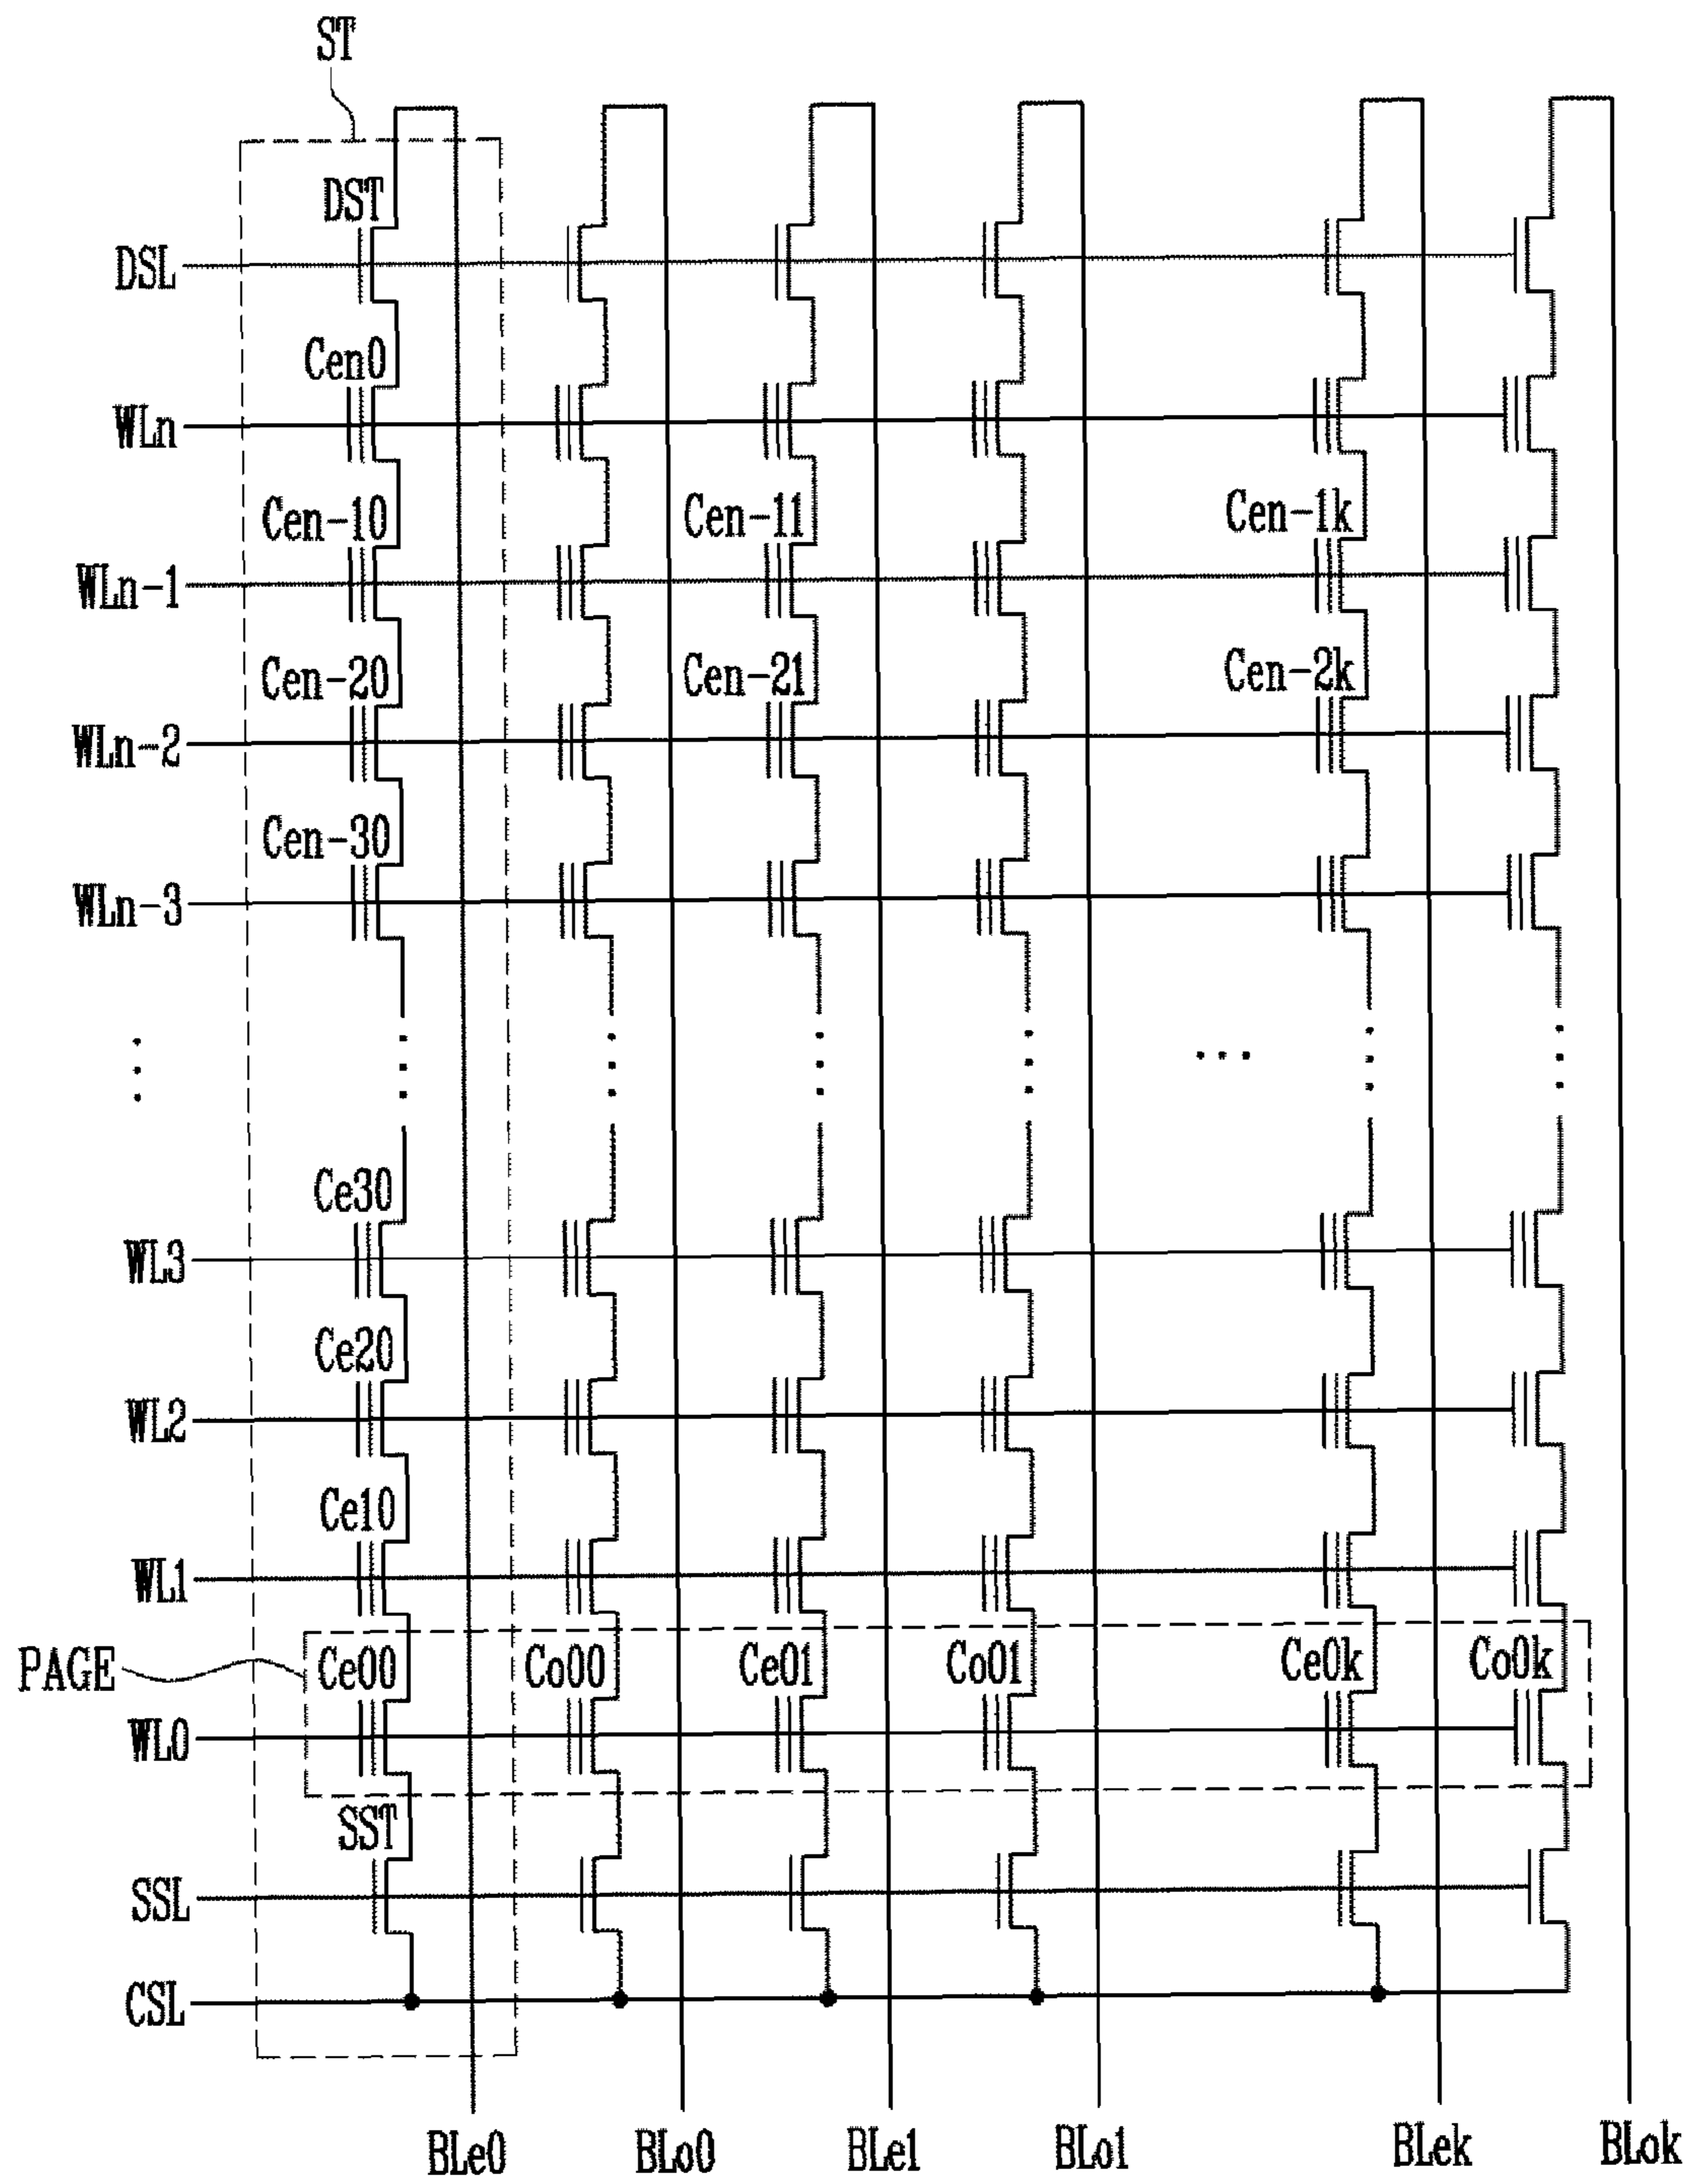 ST
DST
DSL
Cen0
WLn
Cen-10 Cen-11 Cen-1k
WLn-1
Cen-20 Cen-21 Cen-2k
WLn-2
Cen-30
WLn-3
Ce30
WL3
Ce20
WL2
Ce10
WL1
PAGE Ce00 Co00 Ce01 Co01 Ce0k Co0k
WL0
SST
SSL
CSL
BLe0 BLo0 BLe1 BLo1 BLek BLok